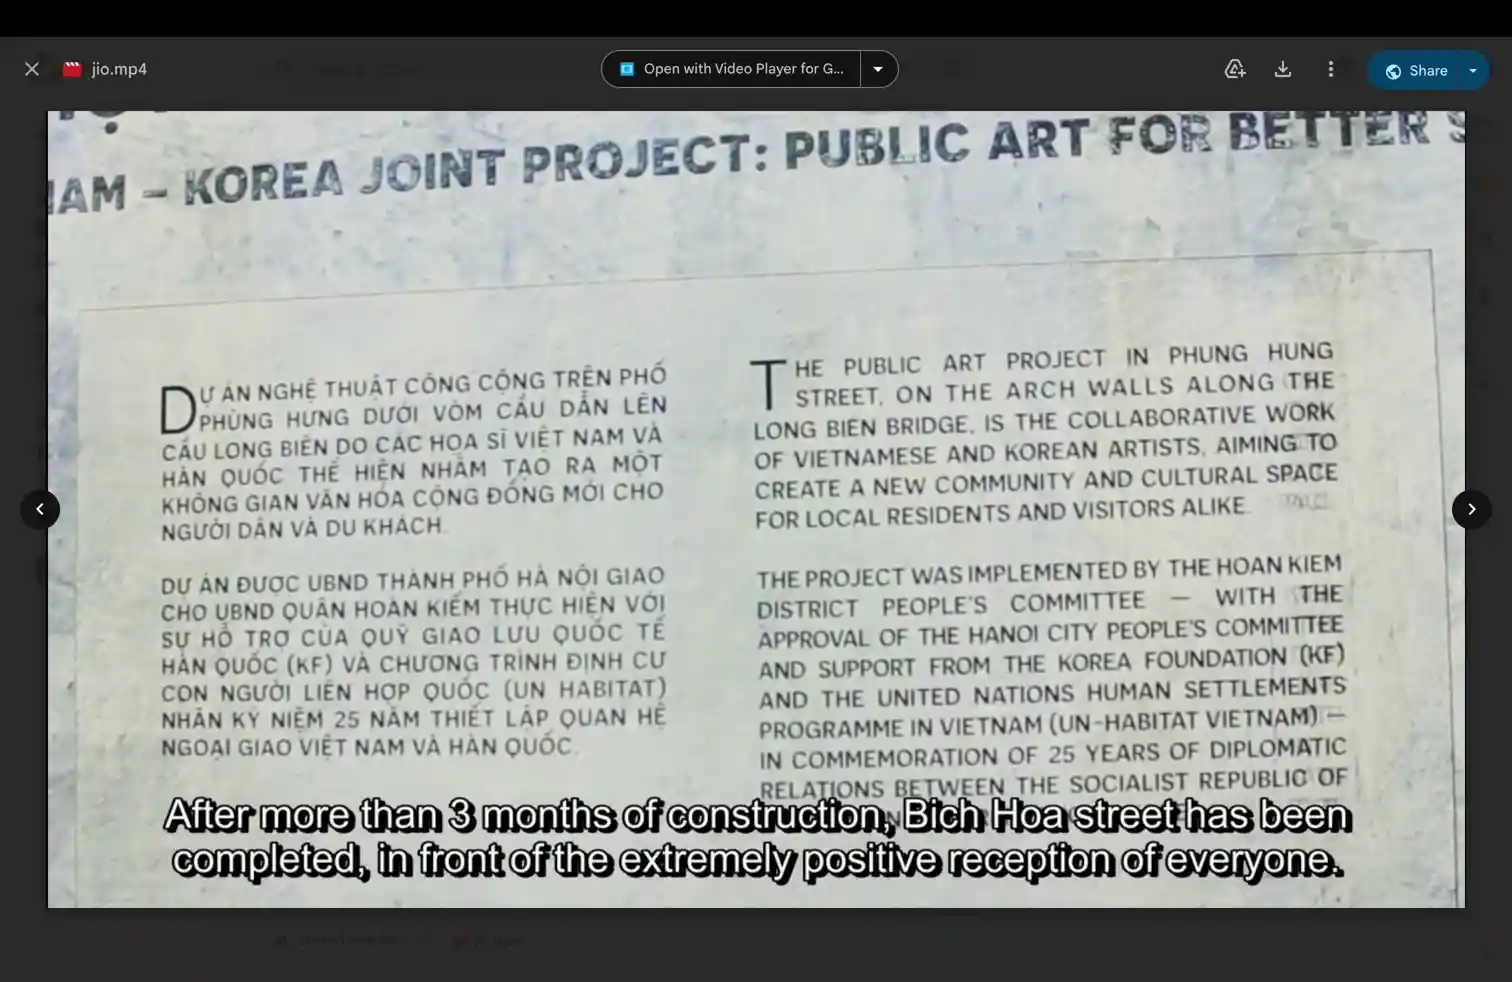 jio.mp4
Open with Video Player for G...
Share
– KOREA JOINT PROJECT: PUBLIC ART FOR BETTER
DỰ ÁN NGHỆ THUẬT CÔNG CỘNG TRÊN PHỐ
PHÙNG HƯNG DƯỚI VÒM CẦU DẪN LÊN
CẦU LONG BIÊN DO CÁC HỌA SĨ VIỆT NAM VÀ
HÀN QUỐC THỂ HIỆN NHẰM TẠO RA MỘT
KHÔNG GIAN VĂN HÓA CỘNG ĐỒNG MỚI CHO
NGƯỜI DÂN VÀ DU KHÁCH.
DỰ ÁN ĐƯỢC UBND THÀNH PHỐ HÀ NỘI GIAO
CHO UBND QUẬN HOÀN KIẾM THỰC HIỆN VỚI
SỰ HỖ TRỢ CỦA QUỸ GIAO LƯU QUỐC TẾ
HÀN QUỐC (KF) VÀ CHƯƠNG TRÌNH ĐỊNH CƯ
CON NGƯỜI LIÊN HỢP QUỐC (UN HABITAT)
NHÂN KỶ NIỆM 25 NĂM THIẾT LẬP QUAN HỆ
NGOẠI GIAO VIỆT NAM VÀ HÀN QUỐC.
THE PUBLIC ART PROJECT IN PHUNG HUNG
STREET, ON THE ARCH WALLS ALONG THE
LONG BIEN BRIDGE, IS THE COLLABORATIVE WORK
OF VIETNAMESE AND KOREAN ARTISTS, AIMING TO
CREATE A NEW COMMUNITY AND CULTURAL SPACE
FOR LOCAL RESIDENTS AND VISITORS ALIKE.
THE PROJECT WAS IMPLEMENTED BY THE HOAN KIEM
DISTRICT PEOPLE'S COMMITTEE — WITH THE
APPROVAL OF THE HANOI CITY PEOPLE'S COMMITTEE
AND SUPPORT FROM THE KOREA FOUNDATION (KF)
AND THE UNITED NATIONS HUMAN SETTLEMENTS
PROGRAMME IN VIETNAM (UN-HABITAT VIETNAM) —
IN COMMEMORATION OF 25 YEARS OF DIPLOMATIC
RELATIONS BETWEEN THE SOCIALIST REPUBLIC OF
After more than 3 months of construction, Bich Hoa street has been
completed, in front of the extremely positive reception of everyone.